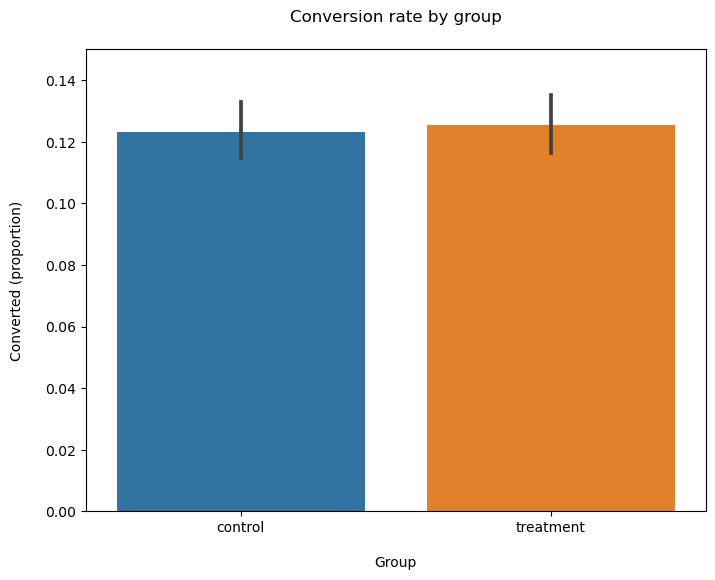 Conversion rate by group
0.14
0.12
0.10
0.08
0.06
0.04
0.02
0.00
Converted (proportion)
control
treatment
Group